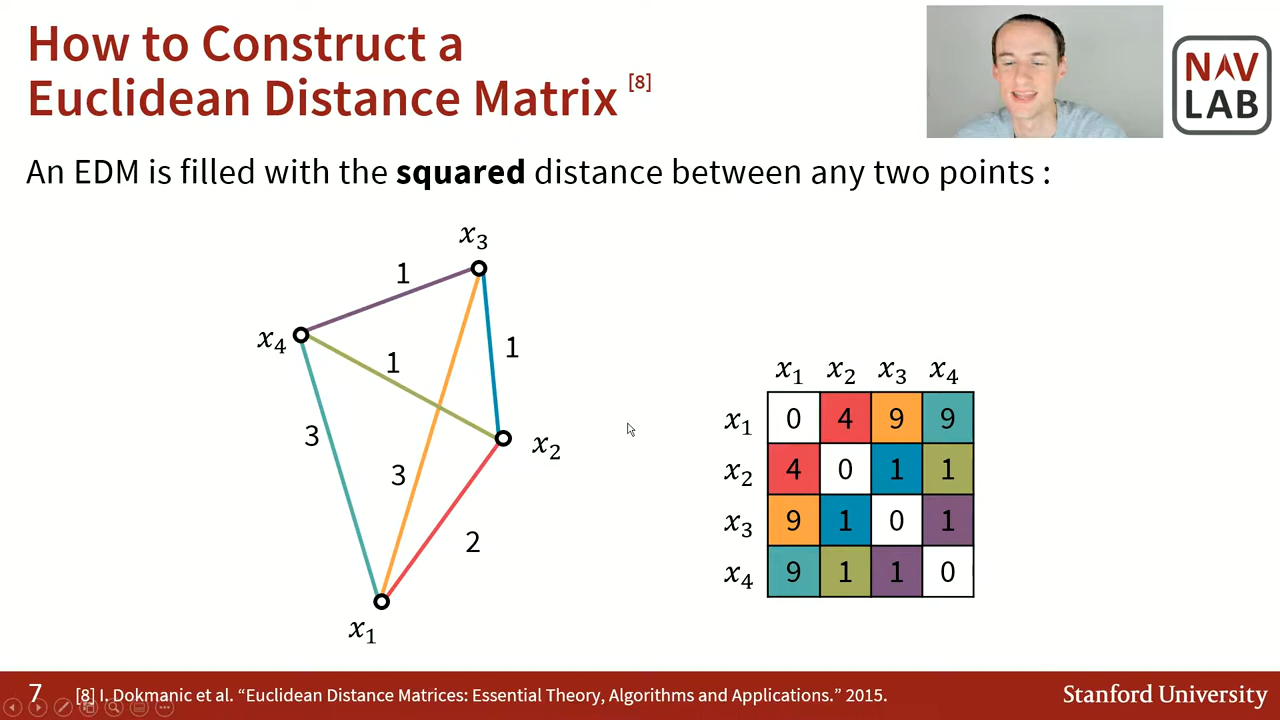 How to Construct a
Euclidean Distance Matrix [8]
NAV
LAB
An EDM is filled with the squared distance between any two points :
x₃
1
x₄
1
1
x₂
3
3
2
x₁
x₁ x₂ x₃ x₄
x₁ 0 4 9 9
x₂ 4 0 1 1
x₃ 9 1 0 1
x₄ 9 1 1 0
7 [8] I. Dokmanic et al. “Euclidean Distance Matrices: Essential Theory, Algorithms and Applications.” 2015. Stanford University